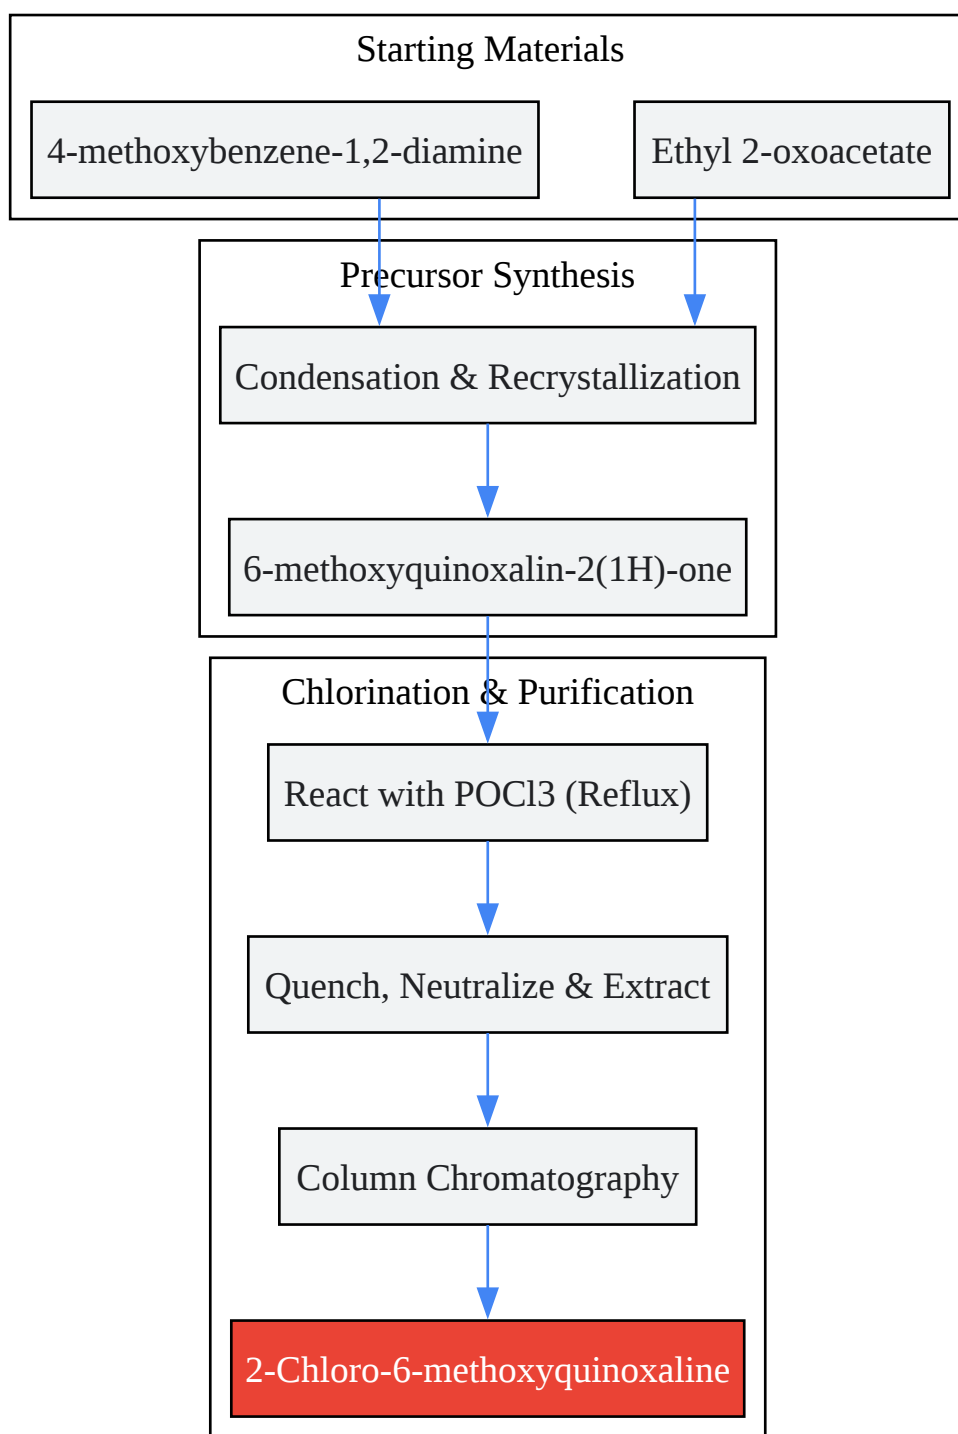 Starting Materials
4-methoxybenzene-1,2-diamine
Ethyl 2-oxoacetate
Precursor Synthesis
Condensation & Recrystallization
6-methoxyquinoxalin-2(1H)-one
Chlorination & Purification
React with POCl3 (Reflux)
Quench, Neutralize & Extract
Column Chromatography
2-Chloro-6-methoxyquinoxaline